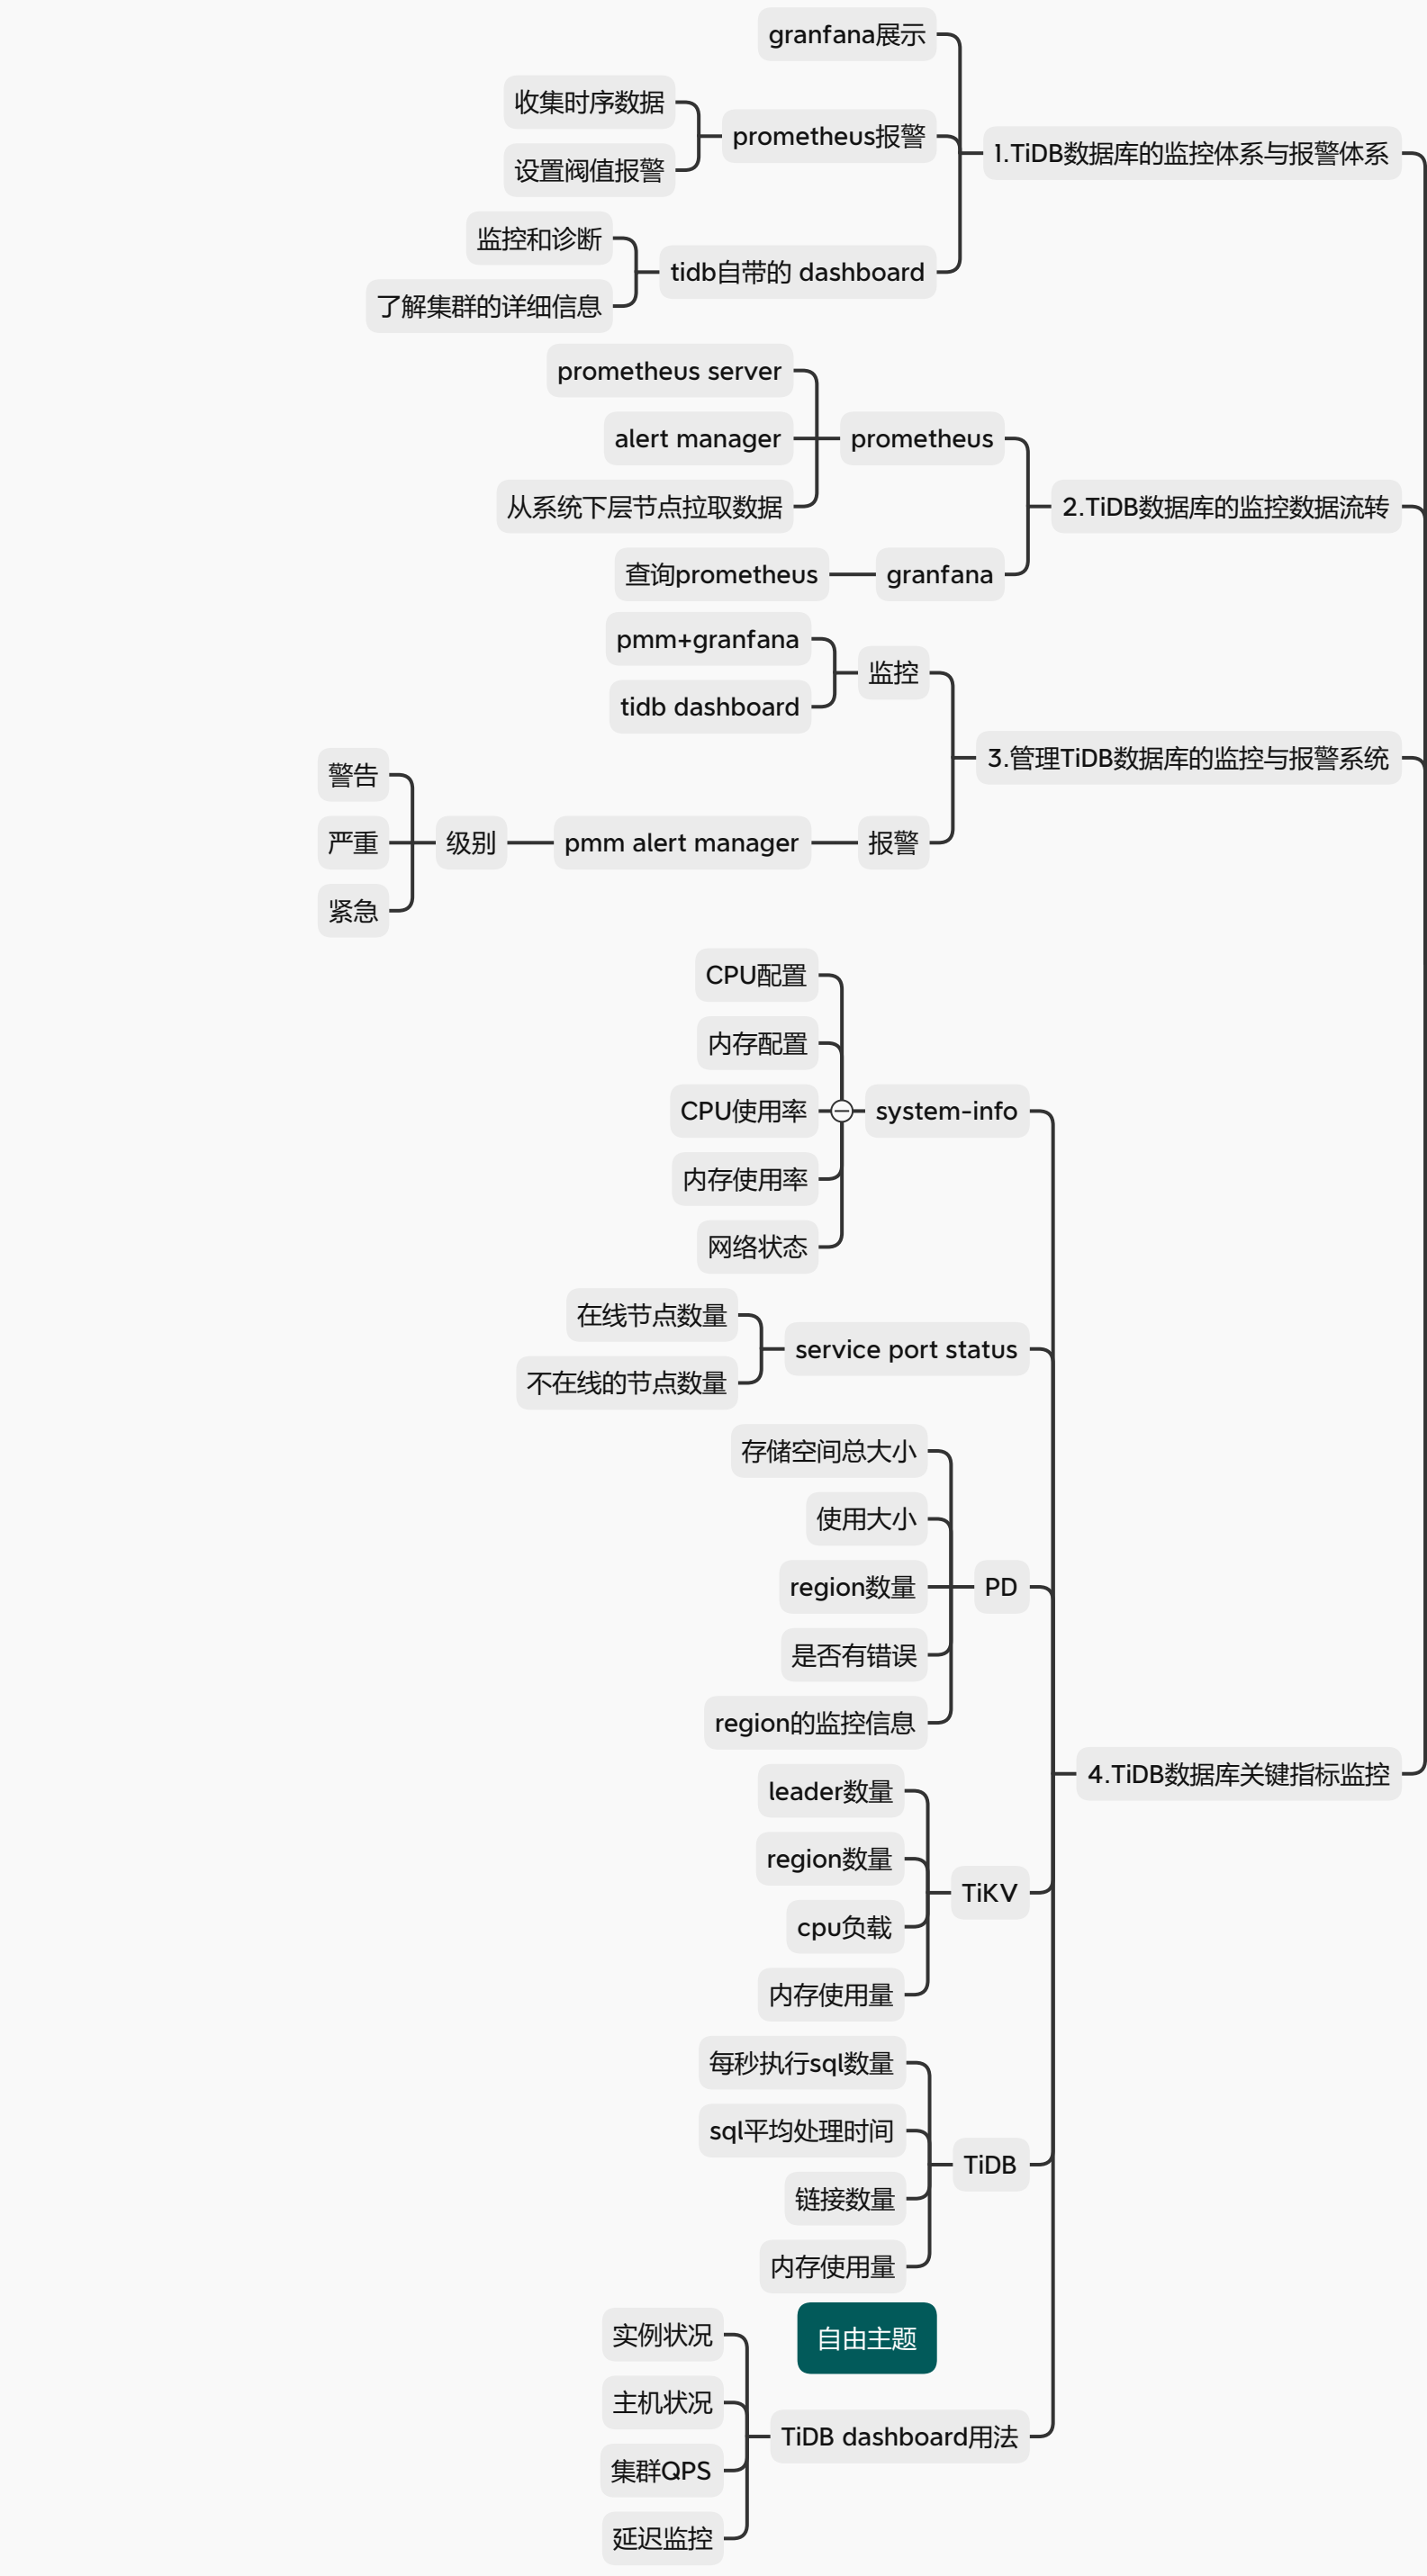 granfana展示
收集时序数据
prometheus报警
设置阀值报警
1.TiDB数据库的监控体系与报警体系
监控和诊断
tidb自带的 dashboard
了解集群的详细信息
prometheus server
alert manager
prometheus
从系统下层节点拉取数据
2.TiDB数据库的监控数据流转
查询prometheus
granfana
pmm+granfana
监控
tidb dashboard
3.管理TiDB数据库的监控与报警系统
警告
严重
级别
pmm alert manager
报警
紧急
CPU配置
内存配置
CPU使用率
system-info
内存使用率
网络状态
在线节点数量
service port status
不在线的节点数量
存储空间总大小
使用大小
region数量
PD
是否有错误
region的监控信息
4.TiDB数据库关键指标监控
leader数量
region数量
TiKV
cpu负载
内存使用量
每秒执行sql数量
sql平均处理时间
TiDB
链接数量
内存使用量
自由主题
实例状况
主机状况
TiDB dashboard用法
集群QPS
延迟监控